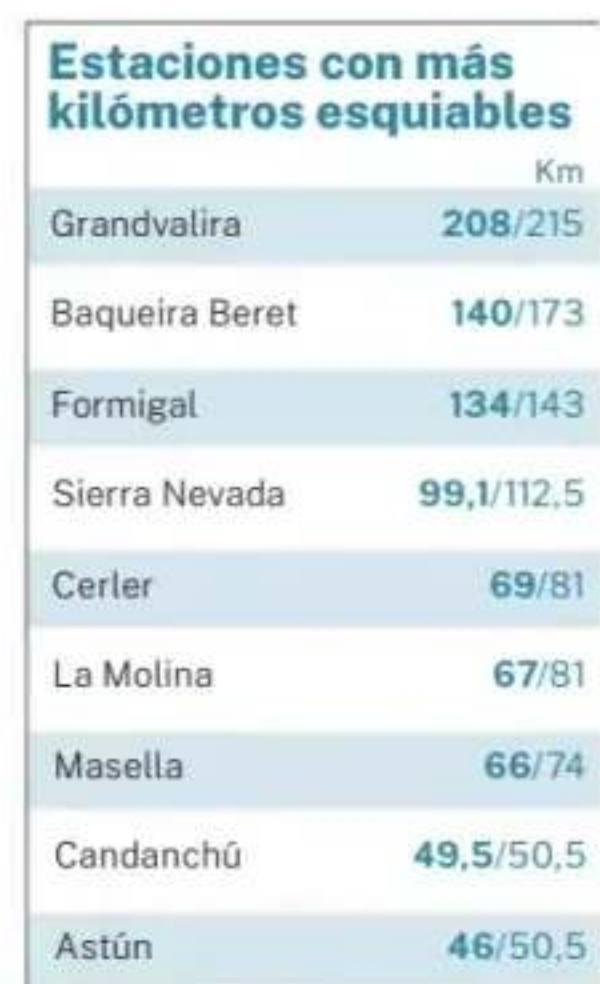 Estaciones con más
kilómetros esquiables
Km
Grandvalira 208/215
Baqueira Beret 140/173
Formigal 134/143
Sierra Nevada 99,1/112,5
Cerler 69/81
La Molina 67/81
Masella 66/74
Candanchú 49,5/50,5
Astún 46/50,5